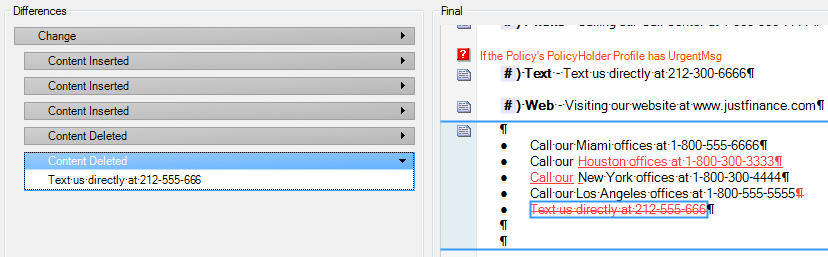 Differences
Final
Change
Content Inserted
Content Inserted
Content Inserted
Content Deleted
Content Deleted
Text·us·directly·at·212-555-666
If the Policy's PolicyHolder Profile has UrgentMsg
#)·Text·-·Text·us·directly·at·212-300-6666¶
#)·Web·-·Visiting·our·website·at·www.justfinance.com¶
¶
● Call·our·Miami·offices·at·1-800-555-6666¶
● Call·our·Houston·offices·at·1-800-300-3333¶
● Call·our·New·York·offices·at·1-800-300-4444¶
● Call·our·Los·Angeles·offices·at·1-800-555-5555¶
● Text·us·directly·at·212-555-666¶
¶
¶